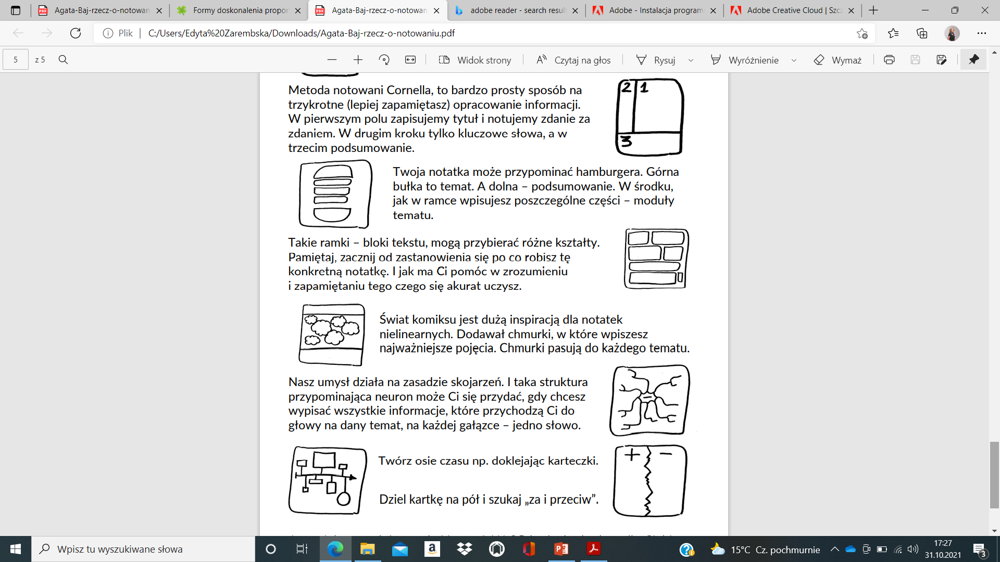 Agata-Baj-rzecz-o-notowan
Formy doskonalenia propor
Agata-Baj-rzecz-o-notowan
adobe reader - search result
Adobe - Instalacja program
Adobe Creative Cloud | Szcz
Plik
C:/Users/Edyta%20Zarembska/Downloads/Agata-Baj-rzecz-o-notowaniu.pdf
5 z 5
Widok strony
Czytaj na głos
Rysuj
Wyróżnienie
Wymaż
Metoda notowani Cornella, to bardzo prosty sposób na
trzykrotne (lepiej zapamiętasz) opracowanie informacji.
W pierwszym polu zapisujemy tytuł i notujemy zdanie za
zdaniem. W drugim kroku tylko kluczowe słowa, a w
trzecim podsumowanie.
2 1
3
Twoja notatka może przypominać hamburgera. Górna
bułka to temat. A dolna – podsumowanie. W środku,
jak w ramce wpisujesz poszczególne części – moduły
tematu.
Takie ramki – bloki tekstu, mogą przybierać różne kształty.
Pamiętaj, zacznij od zastanowienia się po co robisz tę
konkretną notatkę. I jak ma Ci pomóc w zrozumieniu
i zapamiętaniu tego czego się akurat uczysz.
Świat komiksu jest dużą inspiracją dla notatek
nielinearnych. Dodawał chmurki, w które wpiszesz
najważniejsze pojęcia. Chmurki pasują do każdego tematu.
Nasz umysł działa na zasadzie skojarzeń. I taka struktura
przypominająca neuron może Ci się przydać, gdy chcesz
wypisać wszystkie informacje, które przychodzą Ci do
głowy na dany temat, na każdej gałązce – jedno słowo.
Twórz osie czasu np. doklejając karteczki.
+ −
Dziel kartkę na pół i szukaj „za i przeciw”.
Wpisz tu wyszukiwane słowa
15°C Cz. pochmurnie
17:27
31.10.2021
3